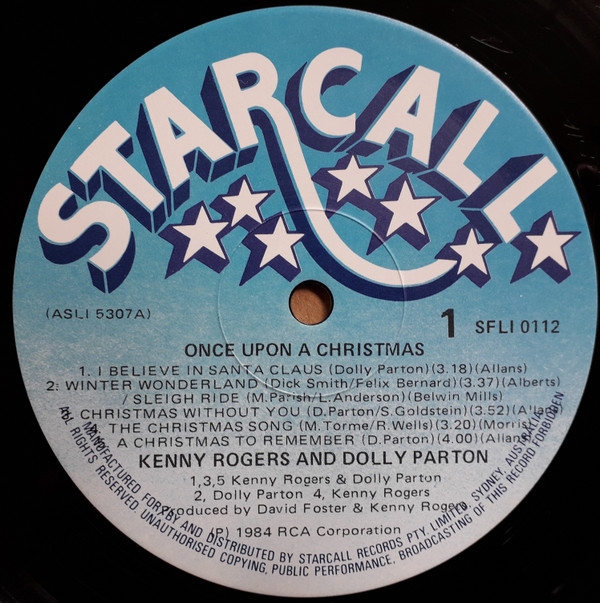 STARCALL
(ASLI 5307A)
1 SFLI 0112
ONCE UPON A CHRISTMAS
1. I BELIEVE IN SANTA CLAUS (Dolly Parton)(3.18)(Allans)
2: WINTER WONDERLAND (Dick Smith/Felix Bernard)(3.37)(Alberts)
/SLEIGH RIDE (M.Parish/L.Anderson)(Belwin Mills)
CHRISTMAS WITHOUT YOU (D.Parton/S.Goldstein)(3.52)
THE CHRISTMAS SONG (M.Torme/R.Wells)(3.20)
A CHRISTMAS TO REMEMBER (D.Parton)(4.00)
KENNY ROGERS AND DOLLY PARTON
1,3,5 Kenny Rogers & Dolly Parton
2, Dolly Parton 4, Kenny Rogers
Produced by David Foster & Kenny Rogers
(P) 1984 RCA Corporation
MANUFACTURED FOR/BY AND DISTRIBUTED BY STARCALL RECORDS PTY. LIMITED, SYDNEY, AUSTRALIA.
ALL RIGHTS RESERVED. UNAUTHORISED COPYING, PUBLIC PERFORMANCE, BROADCASTING OF THIS RECORD FORBIDDEN